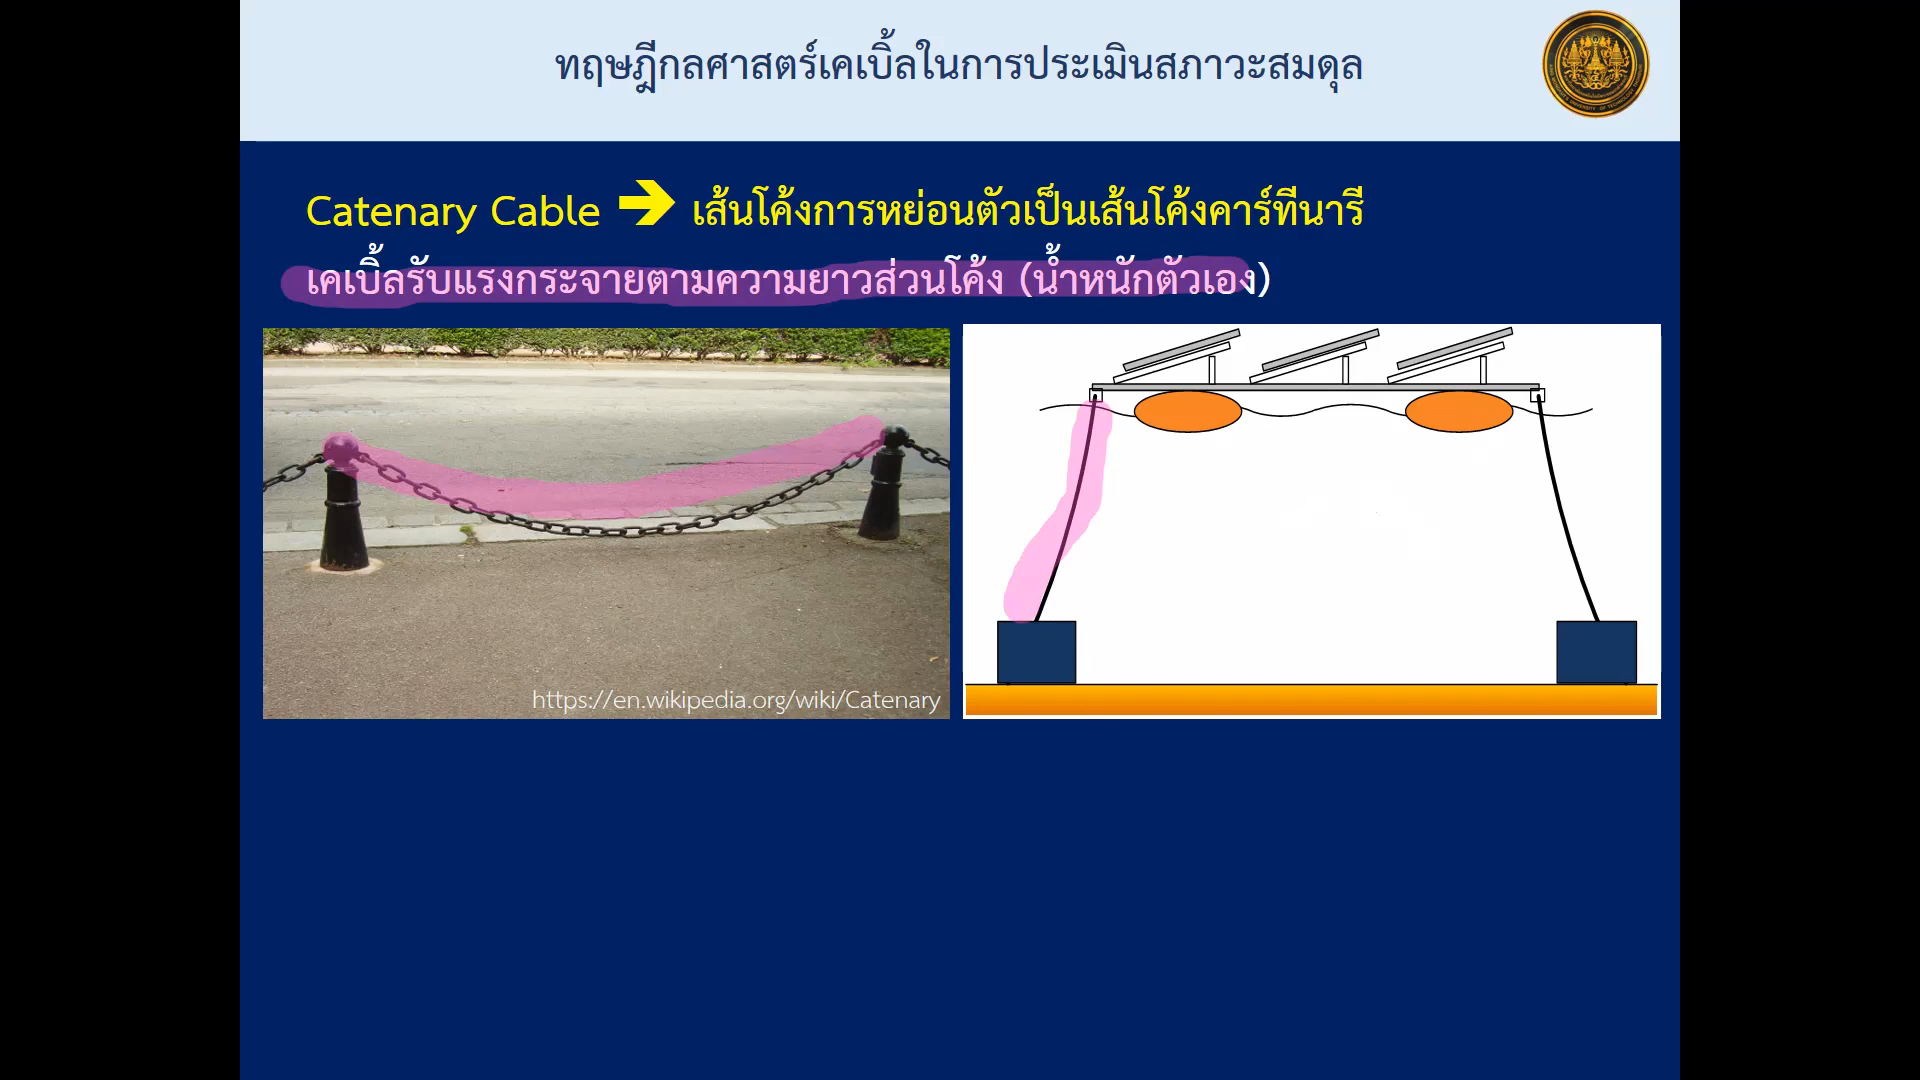 ทฤษฎีกลศาสตร์เคเบิ้ลในการประเมินสภาวะสมดุล
Catenary Cable → เส้นโค้งการหย่อนตัวเป็นเส้นโค้งคาร์ทีนารี
เคเบิ้ลรับแรงกระจายตามความยาวส่วนโค้ง (น้ำหนักตัวเอง)
https://en.wikipedia.org/wiki/Catenary